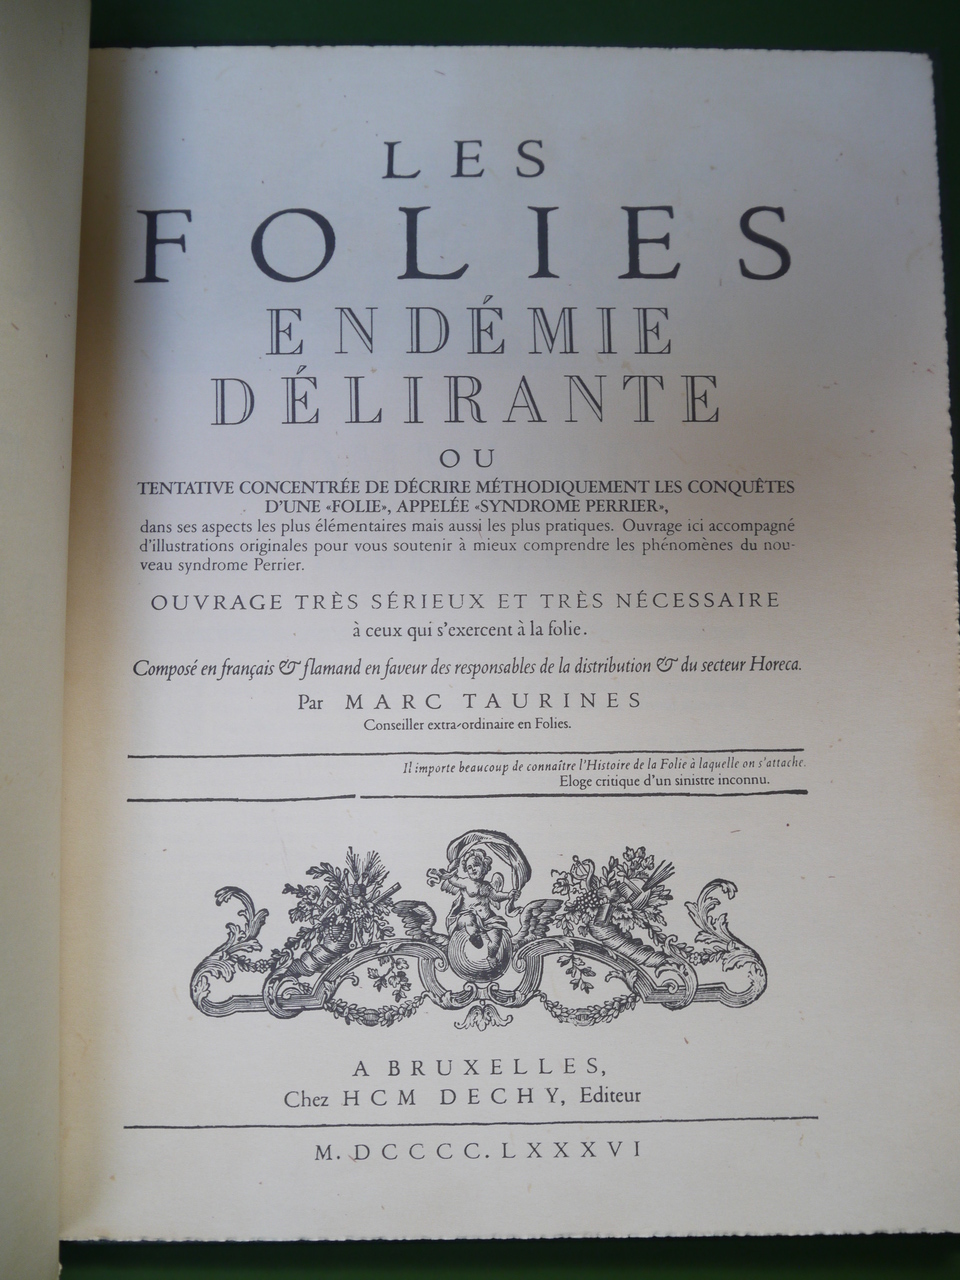 LES
FOLIES
ENDÉMIE
DÉLIRANTE
OU
TENTATIVE CONCENTRÉE DE DÉCRIRE MÉTHODIQUEMENT LES CONQUÊTES
D'UNE «FOLIE», APPELÉE «SYNDROME PERRIER»,
dans ses aspects les plus élémentaires mais aussi les plus pratiques. Ouvrage ici accompagné
d'illustrations originales pour vous soutenir à mieux comprendre les phénomènes du nou-
veau syndrome Perrier.
OUVRAGE TRÈS SÉRIEUX ET TRÈS NÉCESSAIRE
à ceux qui s'exercent à la folie.
Composé en français & flamand en faveur des responsables de la distribution & du secteur Horeca.
Par MARC TAURINES
Conseiller extra-ordinaire en Folies.
Il importe beaucoup de connaître l'Histoire de la Folie à laquelle on s'attache.
Eloge critique d'un sinistre inconnu.
A BRUXELLES,
Chez HCM DECHY, Editeur
M. DCCCC. LXXXVI